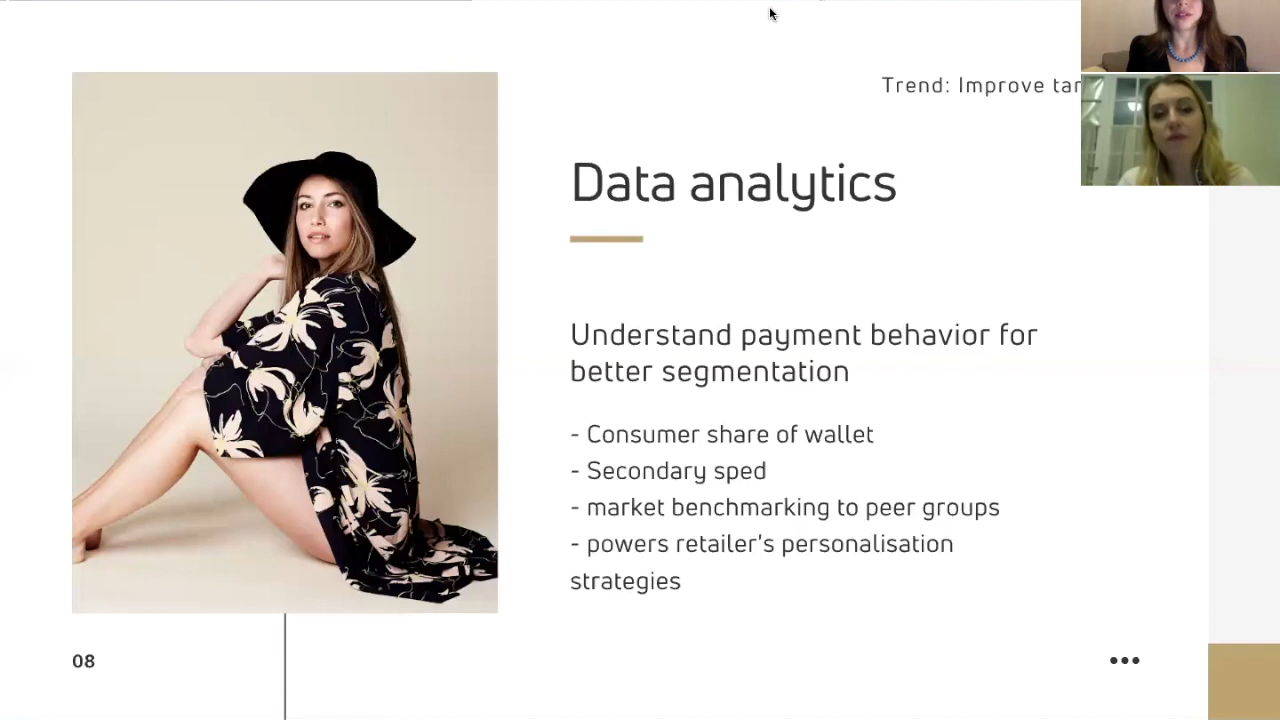 Trend: Improve
Data analytics
Understand payment behavior for
better segmentation
- Consumer share of wallet
- Secondary sped
- market benchmarking to peer groups
- powers retailer's personalisation
strategies
08